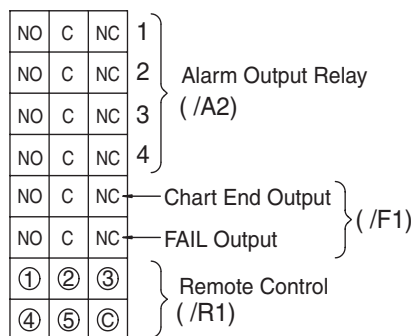 NO C NC 1
NO C NC 2
Alarm Output Relay
( /A2)
NO C NC 3
NO C NC 4
NO C NC Chart End Output
( /F1)
NO C NC FAIL Output
① ② ③
Remote Control
( /R1)
④ ⑤ Ⓒ